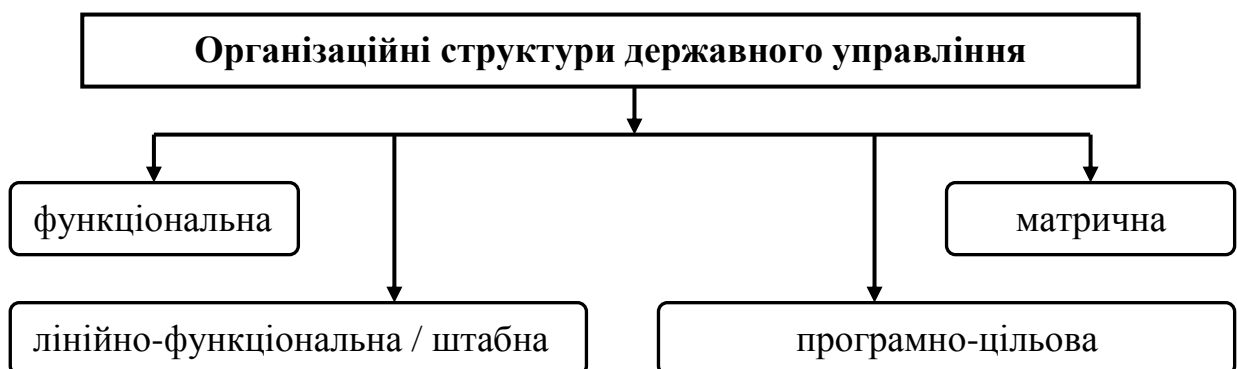 Організаційні структури державного управління
функціональна
матрична
лінійно-функціональна / штабна
програмно-цільова